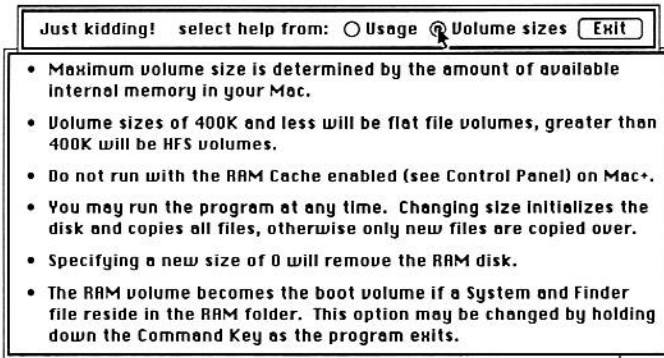 Just kidding! select help from: Usage Volume sizes Exit
• Maximum volume size is determined by the amount of available
internal memory in your Mac.
• Volume sizes of 400K and less will be flat file volumes, greater than
400K will be HFS volumes.
• Do not run with the RAM Cache enabled (see Control Panel) on Mac+.
• You may run the program at any time. Changing size initializes the
disk and copies all files, otherwise only new files are copied over.
• Specifying a new size of 0 will remove the RAM disk.
• The RAM volume becomes the boot volume if a System and Finder
file reside in the RAM folder. This option may be changed by holding
down the Command Key as the program exits.